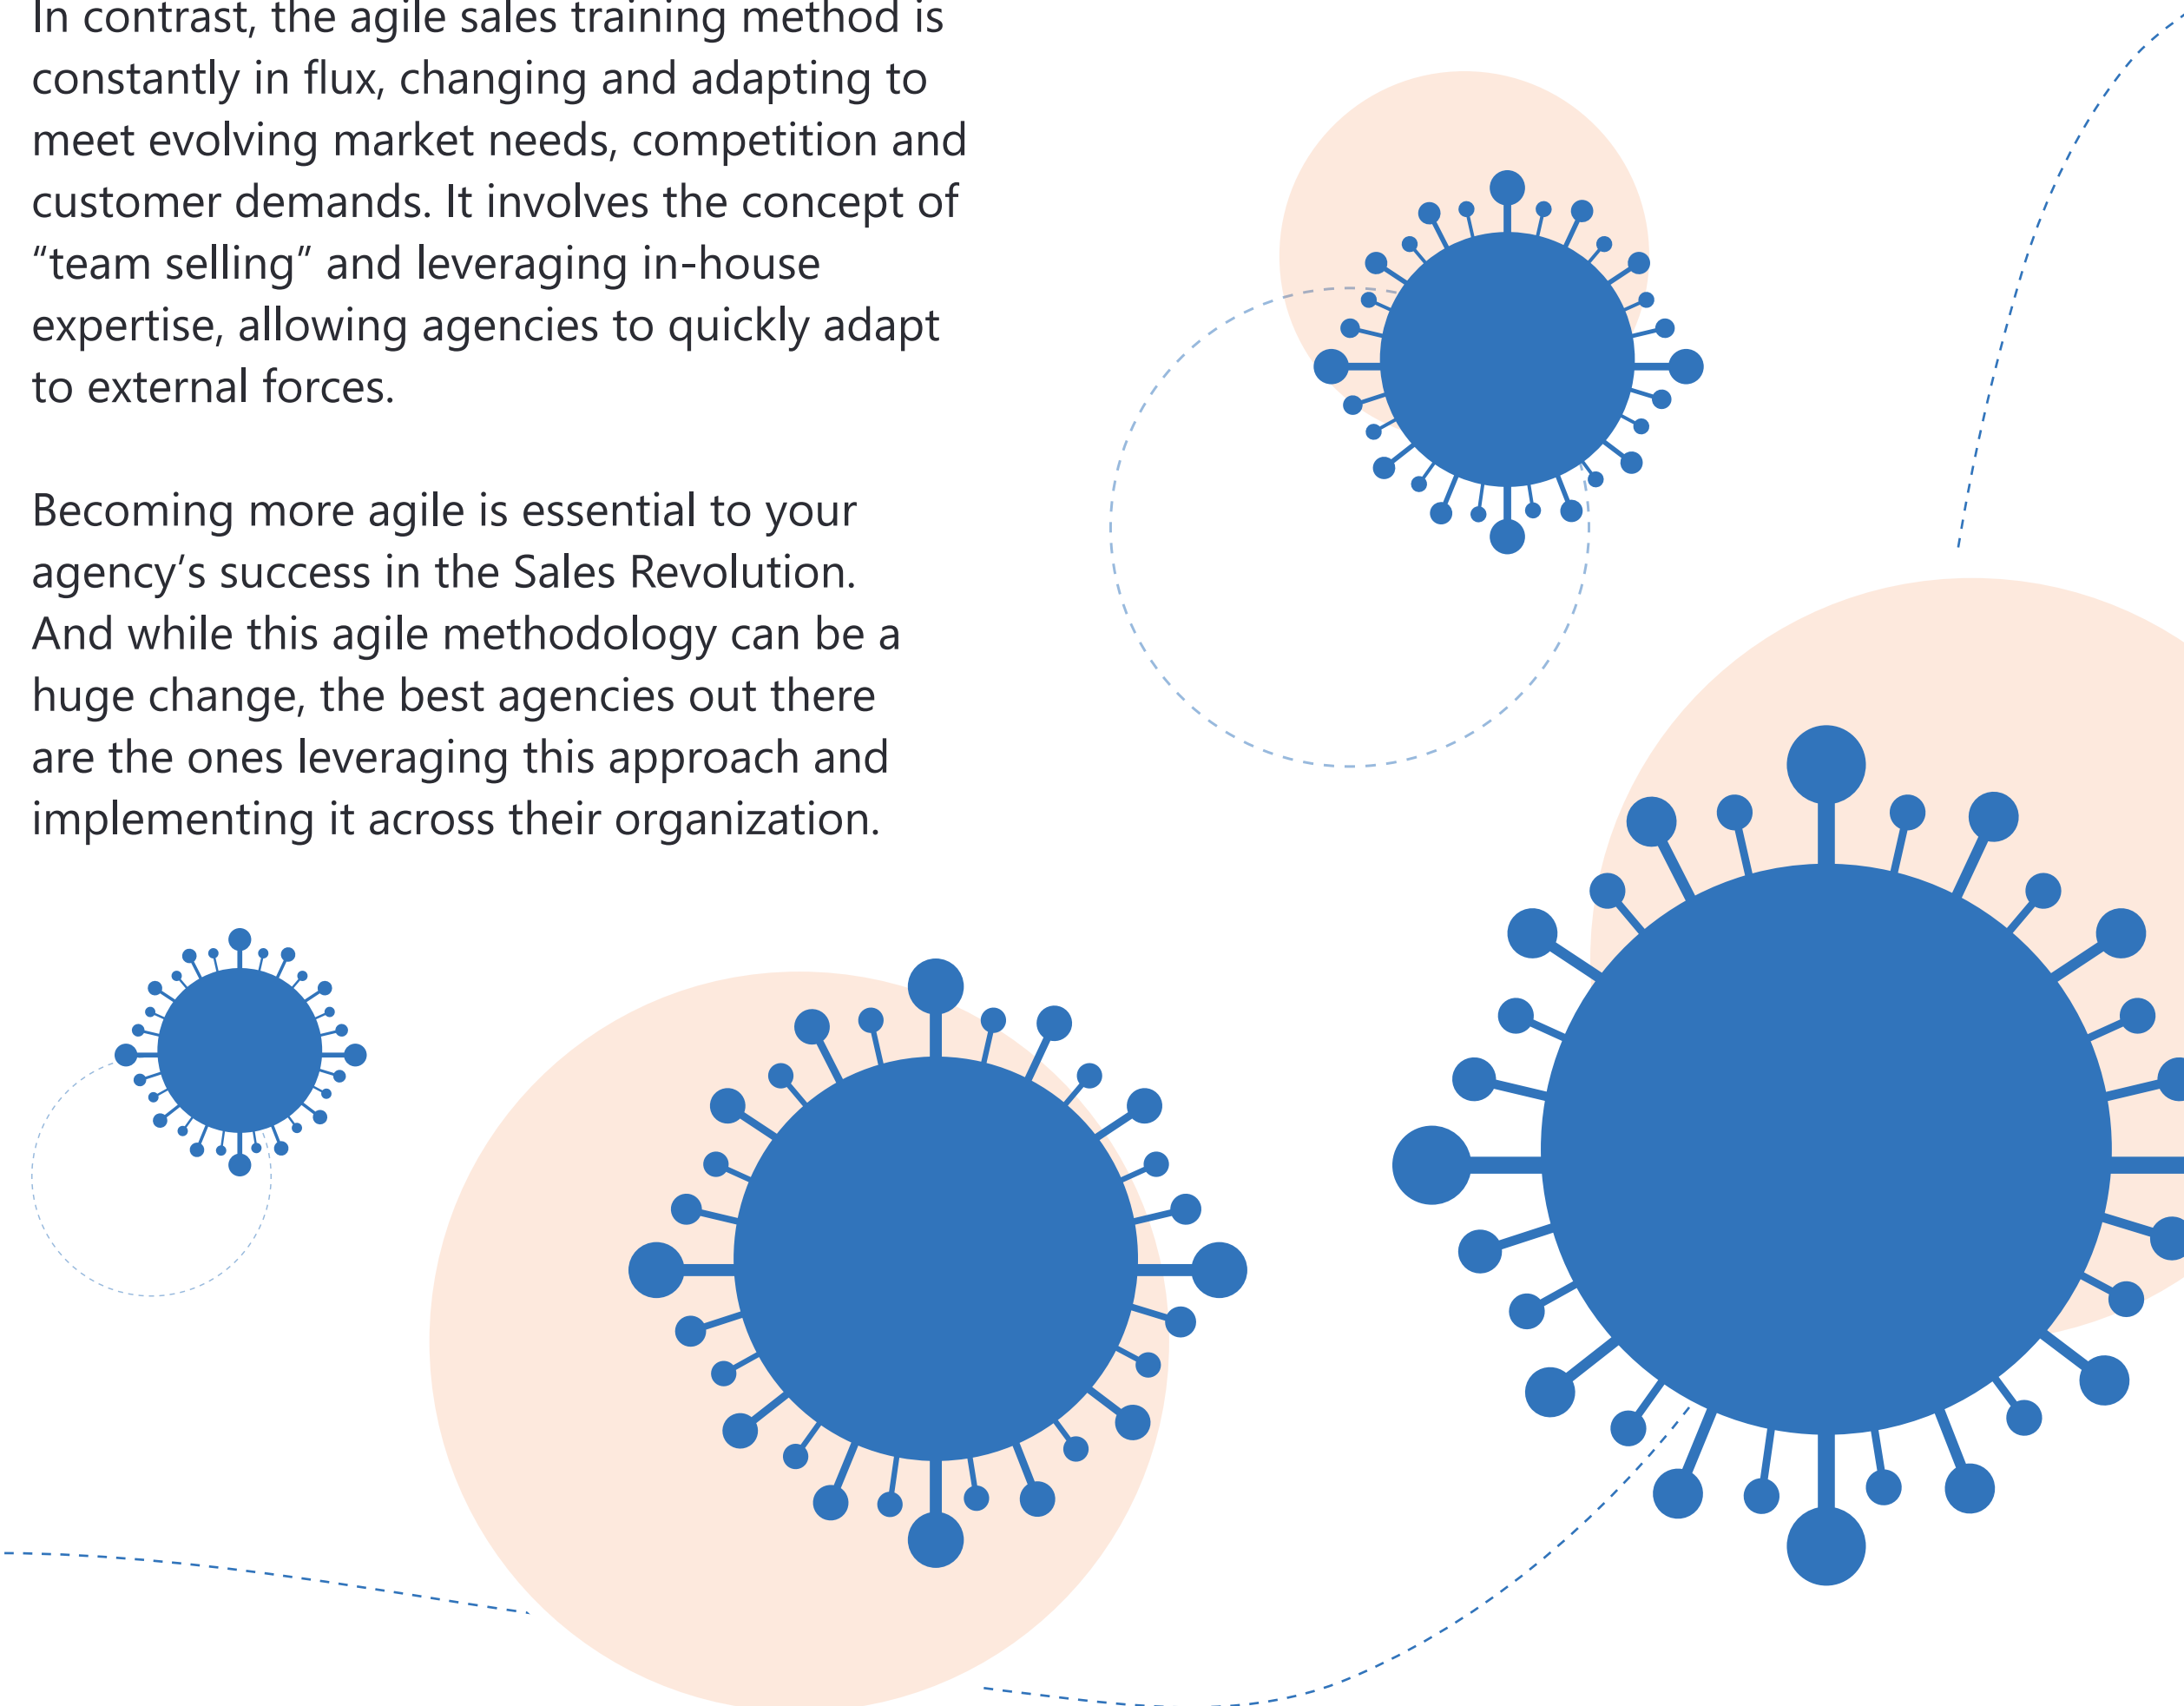 In contrast, the agile sales training method is
constantly in flux, changing and adapting to
meet evolving market needs, competition and
customer demands. It involves the concept of
“team selling” and leveraging in-house
expertise, allowing agencies to quickly adapt
to external forces.
Becoming more agile is essential to your
agency’s success in the Sales Revolution.
And while this agile methodology can be a
huge change, the best agencies out there
are the ones leveraging this approach and
implementing it across their organization.